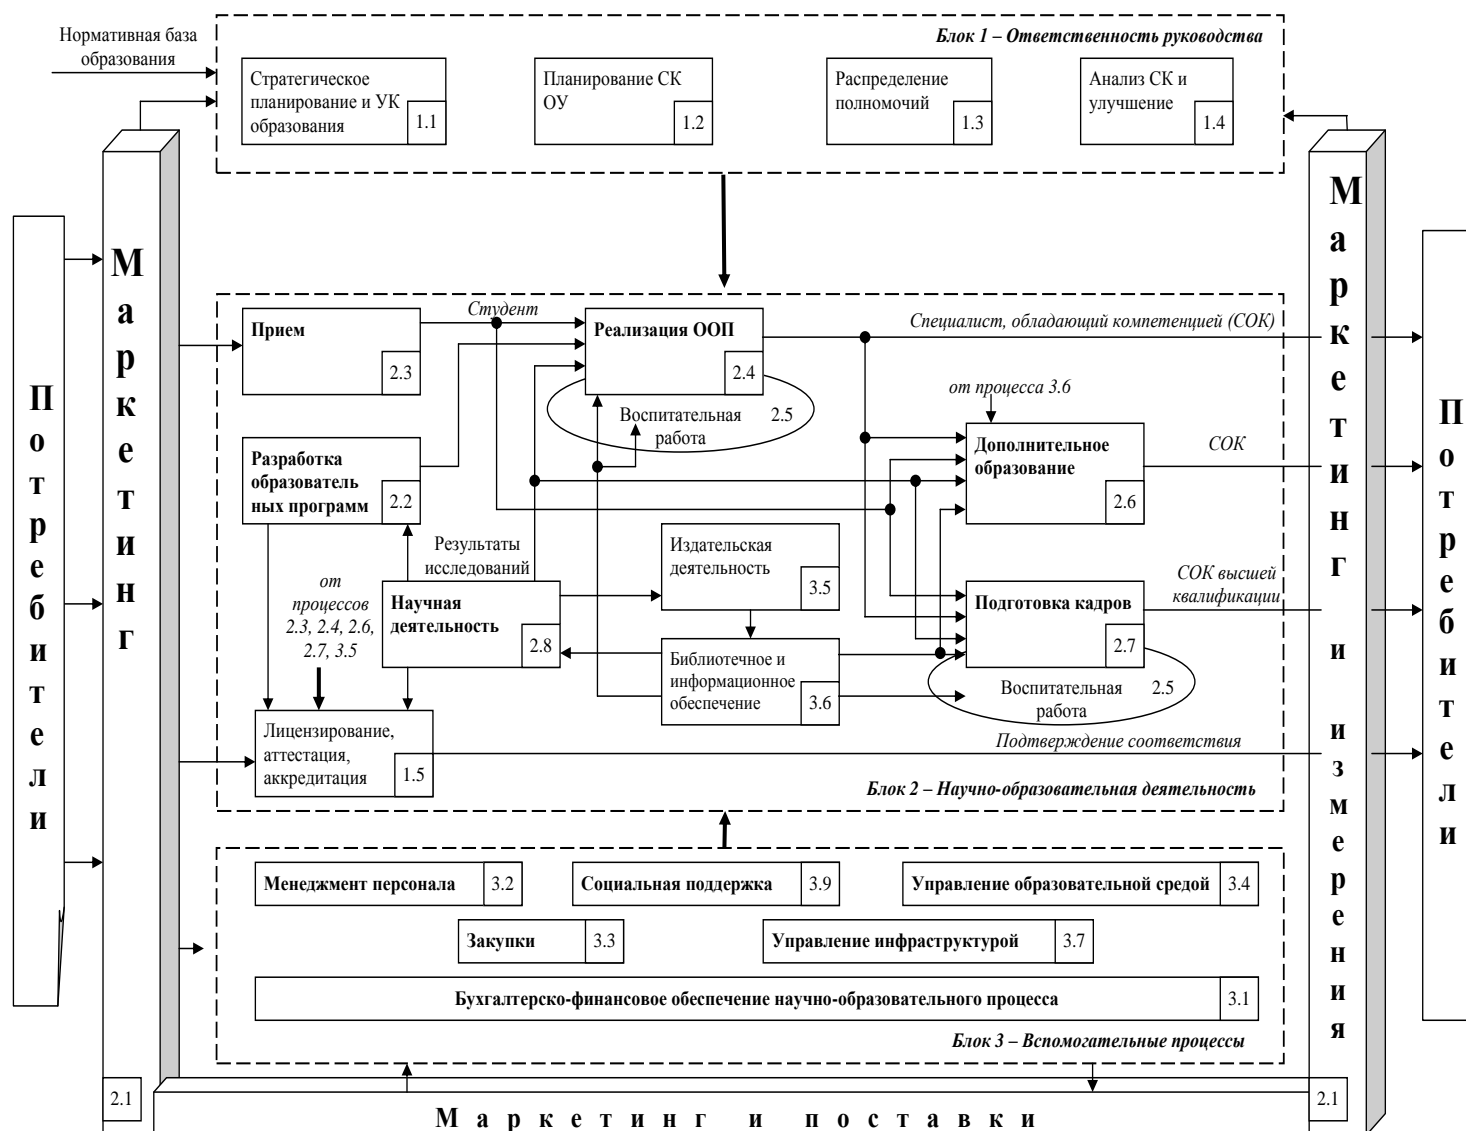 Нормативная база
образования
Блок 1 – Ответственность руководства
Стратегическое
планирование и УК
образования
1.1
Планирование СК
ОУ
1.2
Распределение
полномочий
1.3
Анализ СК и
улучшение
1.4
Потребители
Маркетинг
2.1
Прием
2.3
Студент
Реализация ООП
2.4
Специалист, обладающий компетенцией (СОК)
Воспитательная
работа
2.5
от процесса 3.6
Дополнительное
образование
2.6
СОК
Разработка
образователь
ных программ
2.2
Результаты
исследований
Издательская
деятельность
3.5
от
процессов
2.3, 2.4, 2.6,
2.7, 3.5
Научная
деятельность
2.8
Подготовка кадров
2.7
СОК высшей
квалификации
Библиотечное и
информационное
обеспечение
3.6
Воспитательная
работа
2.5
Лицензирование,
аттестация,
аккредитация
1.5
Подтверждение соответствия
Блок 2 – Научно-образовательная деятельность
Менеджмент персонала
3.2
Социальная поддержка
3.9
Управление образовательной средой
3.4
Закупки
3.3
Управление инфраструктурой
3.7
Бухгалтерско-финансовое обеспечение научно-образовательного процесса
3.1
Блок 3 – Вспомогательные процессы
Маркетинг и измерения
2.1
Потребители
Маркетинг и поставки